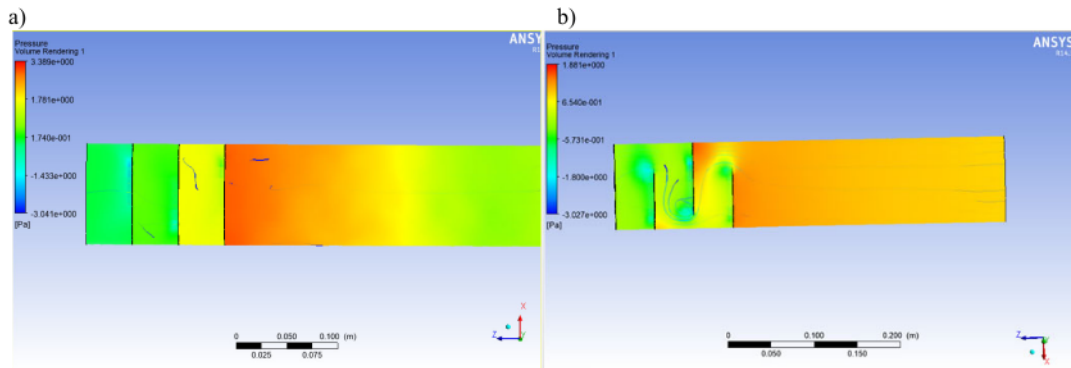 a)
ANSYS
Pressure
Volume Rendering 1
3.389e+000
1.781e+000
1.740e-001
-1.433e+000
-3.041e+000
[Pa]
0 0.050 0.100 (m)
0.025 0.075
X
Z
Y
b)
ANSYS
R14.
Pressure
Volume Rendering 1
1.881e+000
6.540e-001
-5.731e-001
-1.800e+000
-3.027e+000
[Pa]
0 0.100 0.200 (m)
0.050 0.150
Z
Y
X